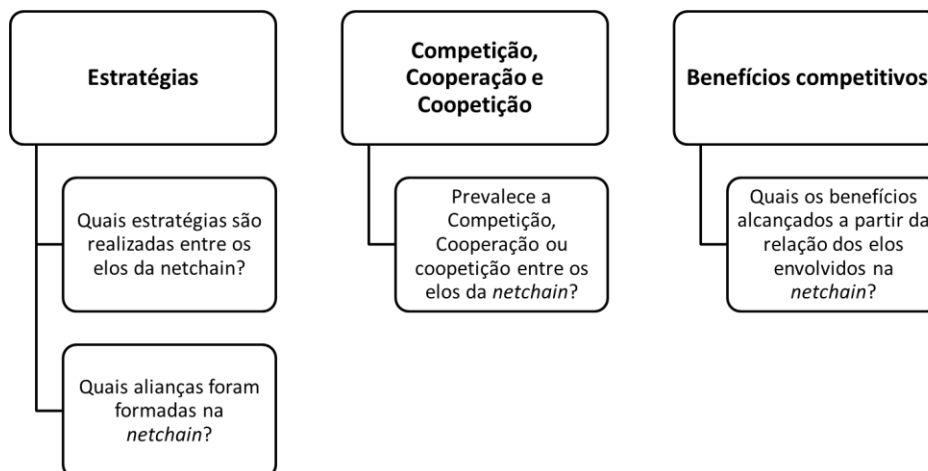 Estratégias
Quais estratégias são
realizadas entre os
elos da netchain?
Quais alianças foram
formadas na
netchain?
Competição,
Cooperação e
Coopetição
Prevalece a
Competição,
Cooperação ou
coopetição entre os
elos da netchain?
Benefícios competitivos
Quais os benefícios
alcançados a partir da
relação dos elos
envolvidos na
netchain?